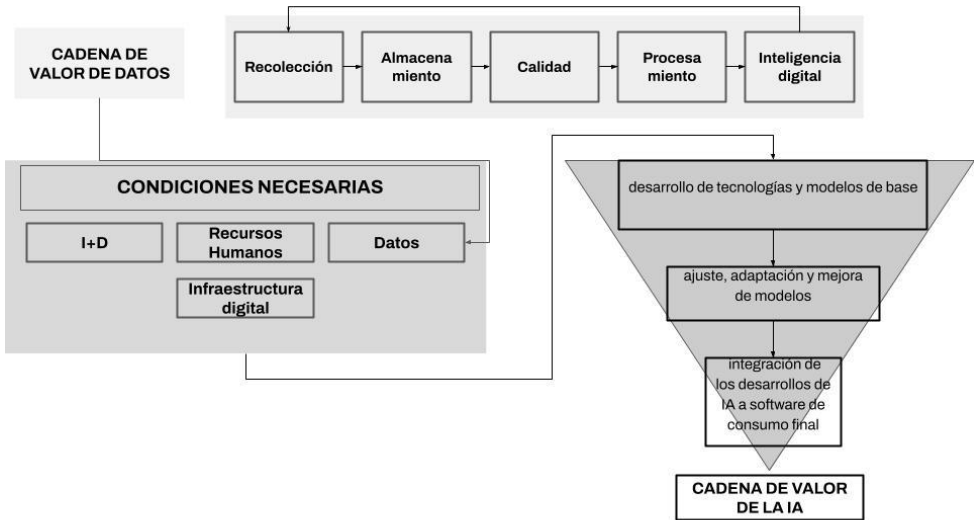 CADENA DE
VALOR DE DATOS
Recolección
Almacena
miento
Calidad
Procesa
miento
Inteligencia
digital
CONDICIONES NECESARIAS
I+D
Recursos
Humanos
Datos
Infraestructura
digital
desarrollo de tecnologías y modelos de base
ajuste, adaptación y mejora
de modelos
integración de
los desarrollos de
IA a software de
consumo final
CADENA DE VALOR
DE LA IA